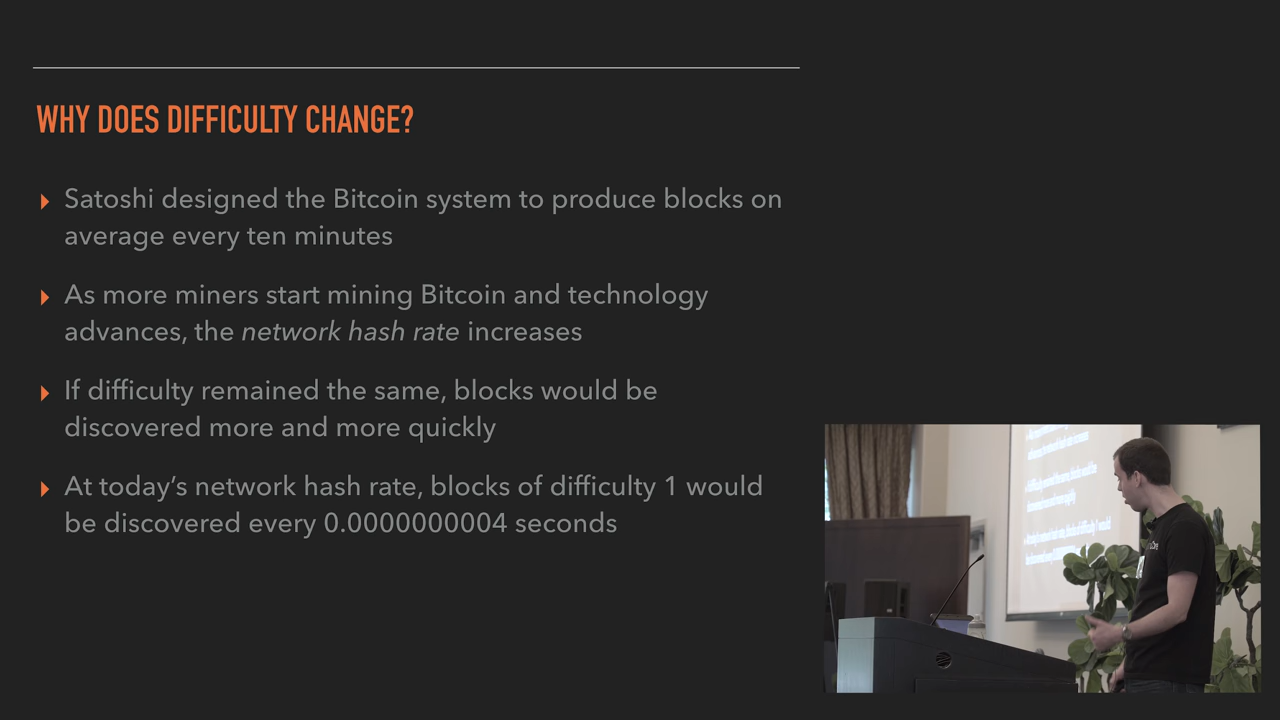 WHY DOES DIFFICULTY CHANGE?
Satoshi designed the Bitcoin system to produce blocks on
average every ten minutes
As more miners start mining Bitcoin and technology
advances, the network hash rate increases
If difficulty remained the same, blocks would be
discovered more and more quickly
At today’s network hash rate, blocks of difficulty 1 would
be discovered every 0.0000000004 seconds